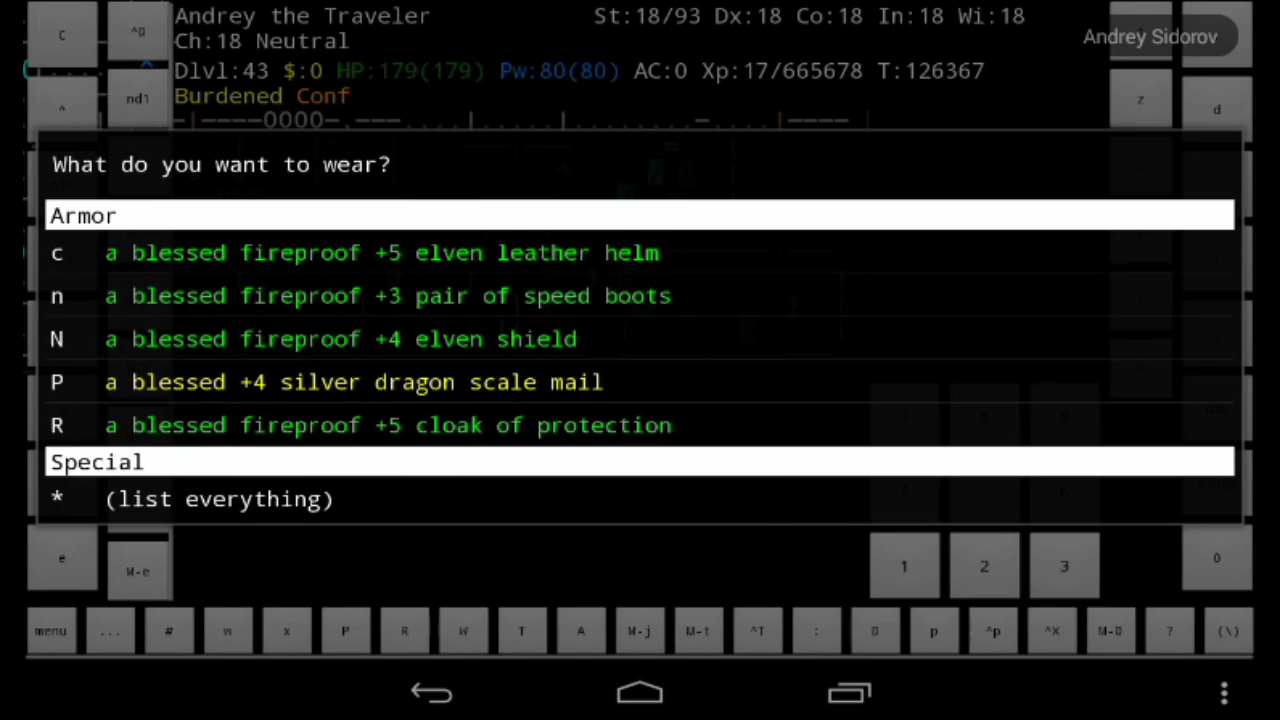 Andrey the Traveler St:18/93 Dx:18 Co:18 In:18 Wi:18
Ch:18 Neutral
Andrey Sidorov
Dlvl:43 $:0 HP:179(179) Pw:80(80) AC:0 Xp:17/665678 T:126367
Burdened Conf
C
^D
^
nd1
z
d
What do you want to wear?
Armor
c a blessed fireproof +5 elven leather helm
n a blessed fireproof +3 pair of speed boots
N a blessed fireproof +4 elven shield
P a blessed +4 silver dragon scale mail
R a blessed fireproof +5 cloak of protection
Special
* (list everything)
e
M-e
1 2 3
menu ... # w x P R W T A M-j M-t ^T : D p ^p ^X M-O ? (\)